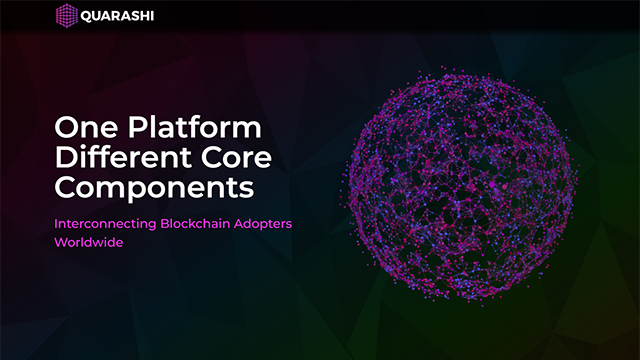 QUARASHI
One Platform
Different Core
Components
Interconnecting Blockchain Adopters
Worldwide